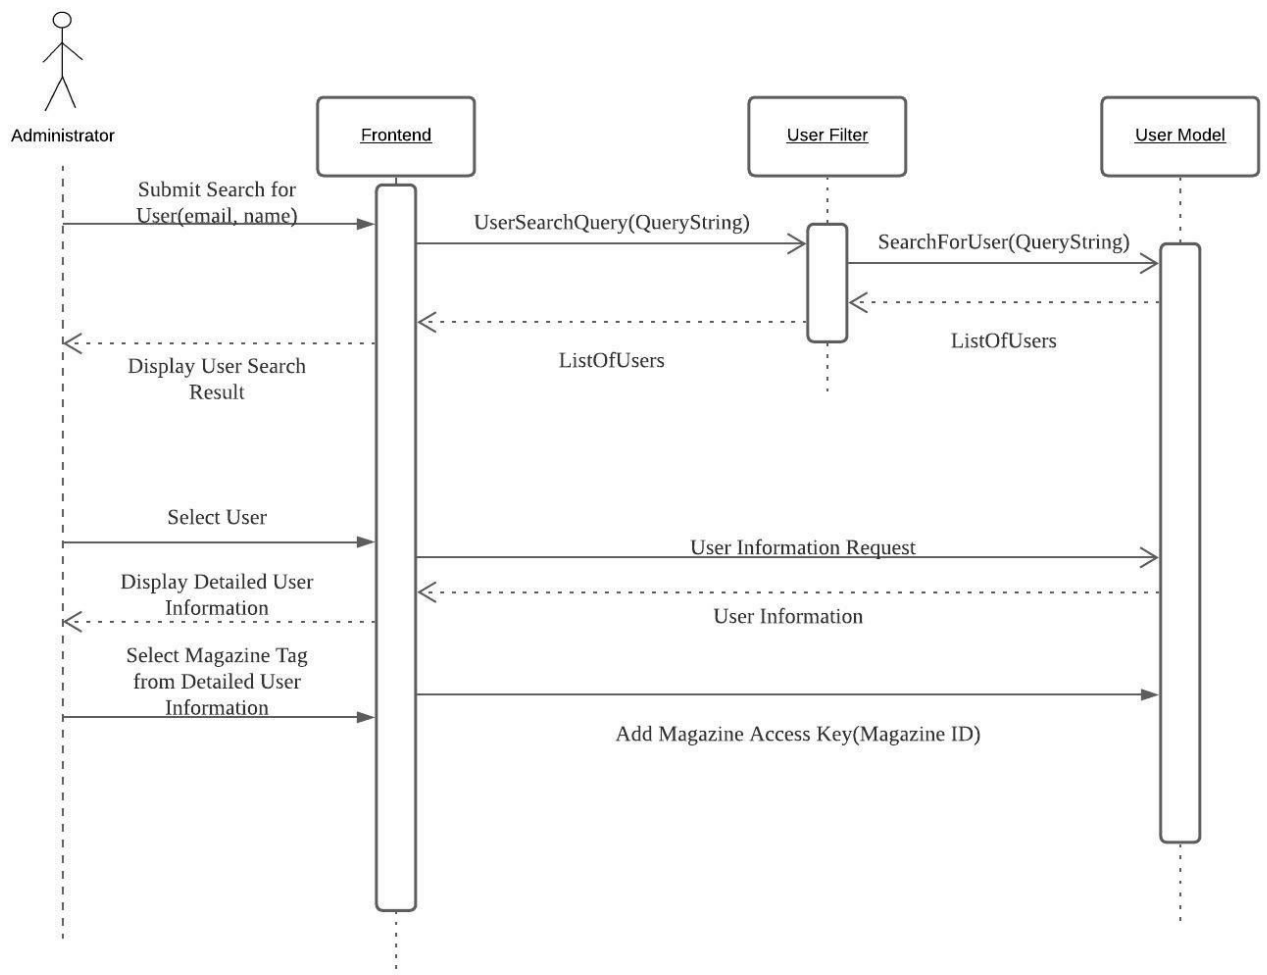 Administrator
Frontend
User Filter
User Model
Submit Search for
User(email, name)
UserSearchQuery(QueryString)
SearchForUser(QueryString)
ListOfUsers
ListOfUsers
Display User Search
Result
Select User
User Information Request
Display Detailed User
Information
User Information
Select Magazine Tag
from Detailed User
Information
Add Magazine Access Key(Magazine ID)